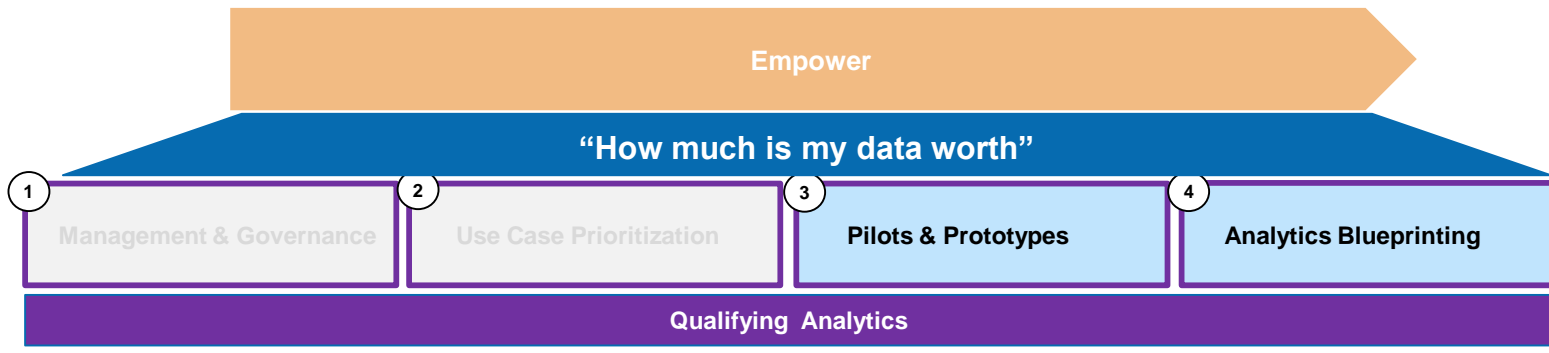 Empower
“How much is my data worth”
1
2
3
4
Management & Governance
Use Case Prioritization
Pilots & Prototypes
Analytics Blueprinting
Qualifying Analytics